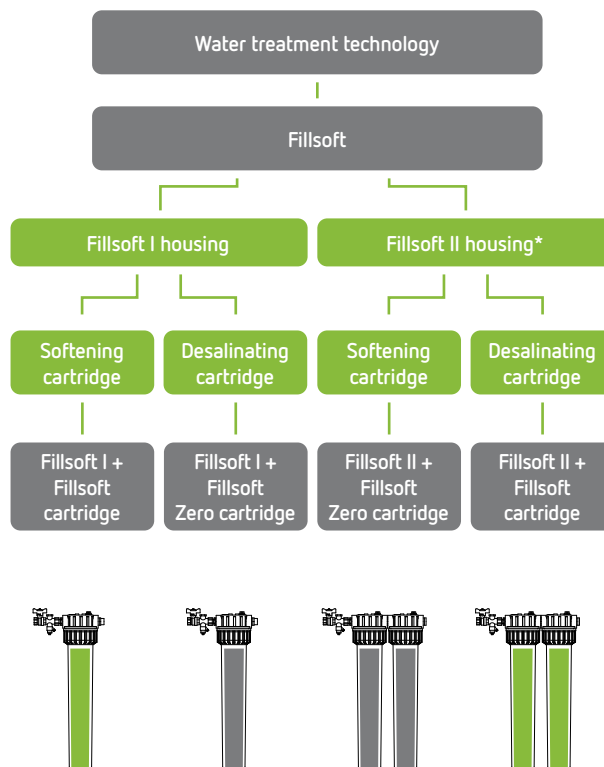 Water treatment technology
Fillsoft
Fillsoft I housing
Fillsoft II housing*
Softening
cartridge
Desalinating
cartridge
Softening
cartridge
Desalinating
cartridge
Fillsoft I +
Fillsoft
cartridge
Fillsoft I +
Fillsoft
Zero cartridge
Fillsoft II +
Fillsoft
Zero cartridge
Fillsoft II +
Fillsoft
cartridge